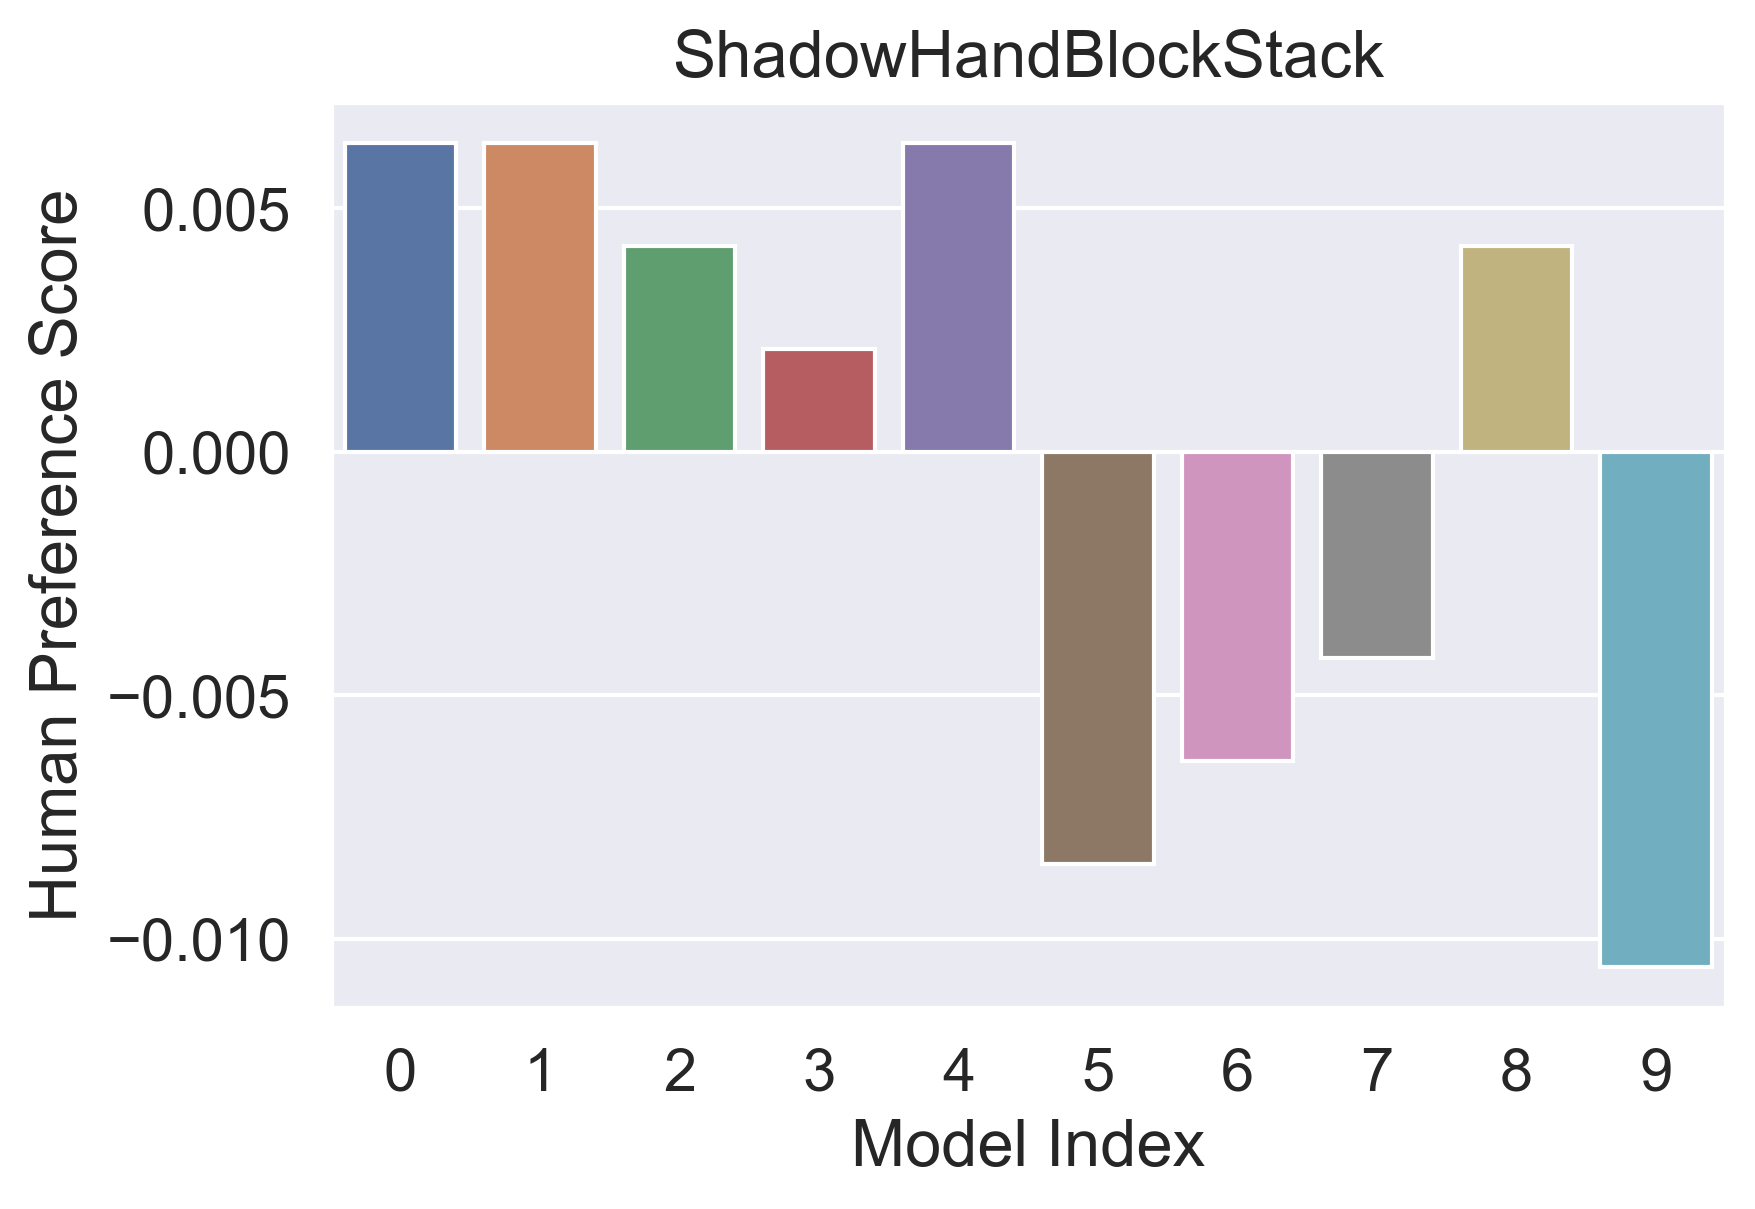 ShadowHandBlockStack
Human Preference Score
0.005
0.000
−0.005
−0.010
0 1 2 3 4 5 6 7 8 9
Model Index